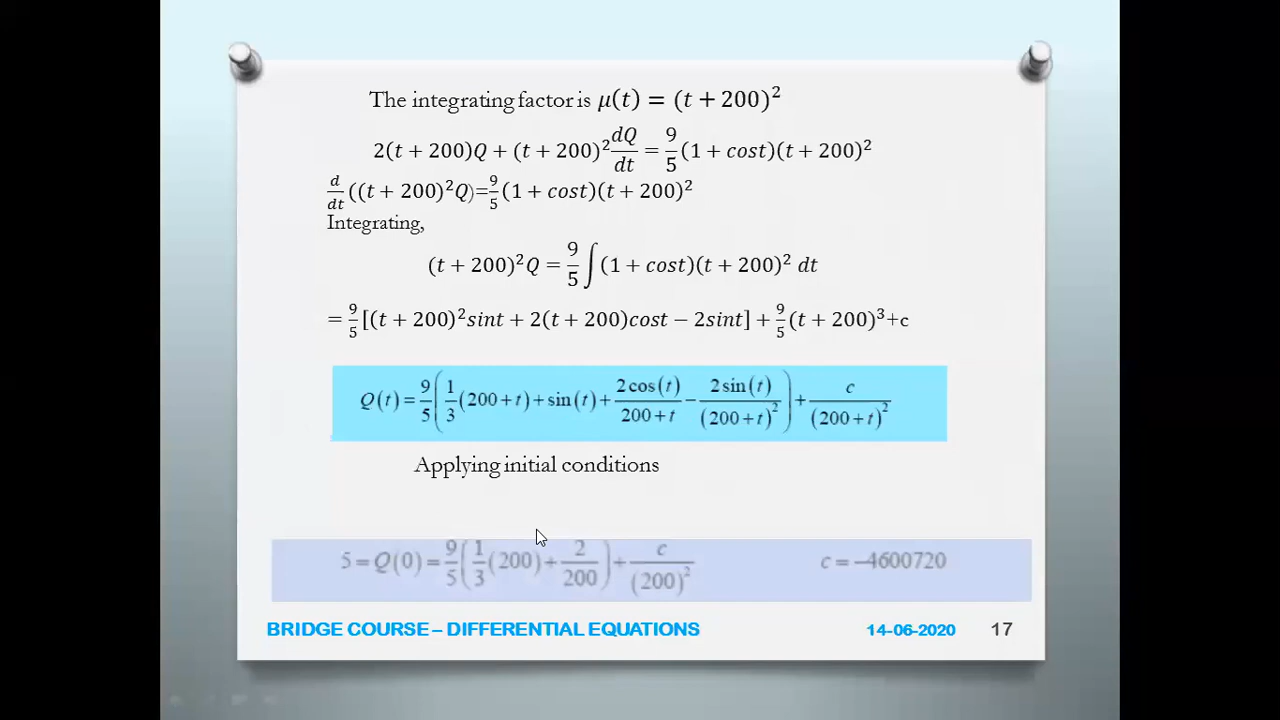 The integrating factor is μ(t) = (t + 200)²
2(t + 200)Q + (t + 200)² dQ/dt = 9/5 (1 + cost)(t + 200)²
d/dt ((t + 200)²Q)=9/5 (1 + cost)(t + 200)²
Integrating,
(t + 200)²Q = 9/5 ∫(1 + cost)(t + 200)² dt
= 9/5 [(t + 200)²sint + 2(t + 200)cost − 2sint] + 9/5 (t + 200)³+c
Q(t) = 9/5 (1/3 (200+t) + sin(t) + 2cos(t)/(200+t) − 2sin(t)/(200+t)²) + c/(200+t)²
Applying initial conditions
5 = Q(0) = 9/5 (1/3 (200) + 2/200) + c/(200)² c = −4600720
BRIDGE COURSE – DIFFERENTIAL EQUATIONS 14-06-2020 17